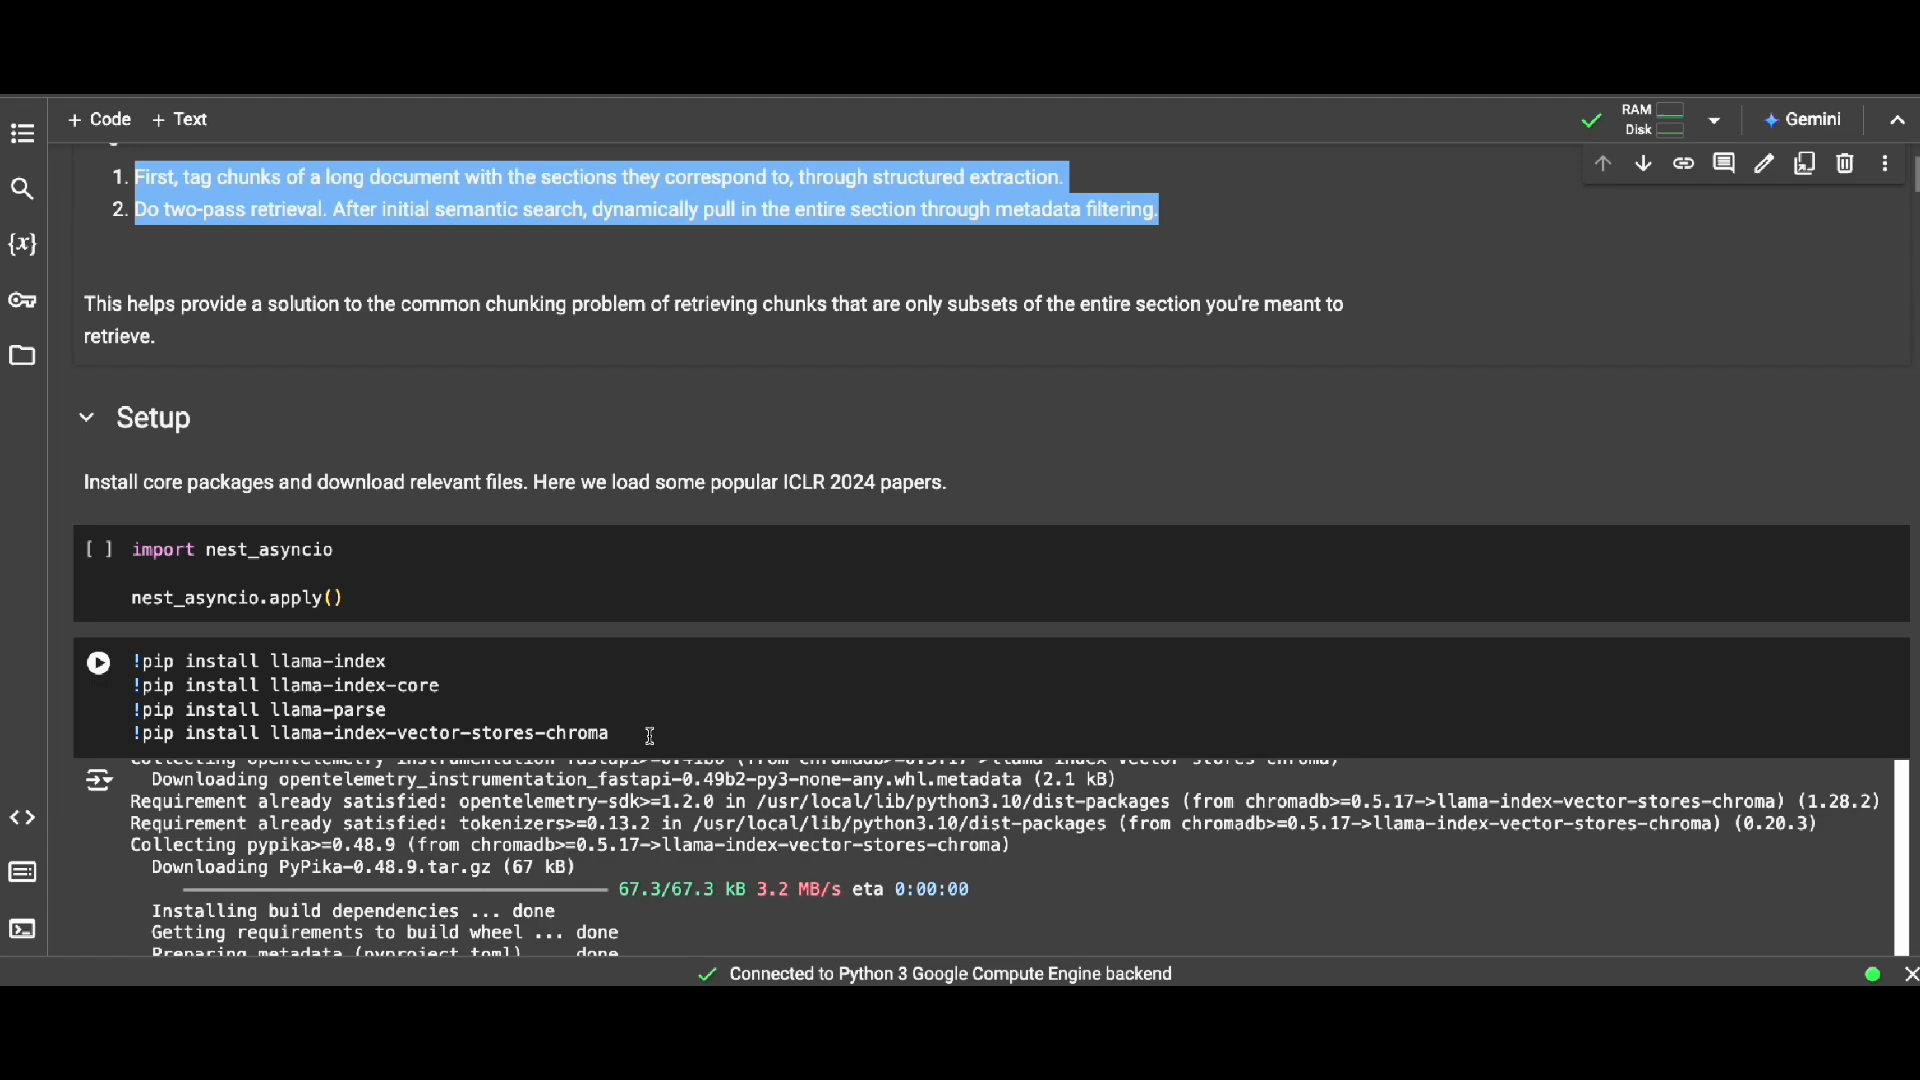 + Code + Text
RAM
Disk
Gemini
1. First, tag chunks of a long document with the sections they correspond to, through structured extraction.
2. Do two-pass retrieval. After initial semantic search, dynamically pull in the entire section through metadata filtering.
{x}
This helps provide a solution to the common chunking problem of retrieving chunks that are only subsets of the entire section you're meant to
retrieve.
Setup
Install core packages and download relevant files. Here we load some popular ICLR 2024 papers.
[ ] import nest_asyncio
nest_asyncio.apply()
!pip install llama-index
!pip install llama-index-core
!pip install llama-parse
!pip install llama-index-vector-stores-chroma
Downloading opentelemetry_instrumentation_fastapi-0.49b2-py3-none-any.whl.metadata (2.1 kB)
Requirement already satisfied: opentelemetry-sdk>=1.2.0 in /usr/local/lib/python3.10/dist-packages (from chromadb>=0.5.17->llama-index-vector-stores-chroma) (1.28.2)
Requirement already satisfied: tokenizers>=0.13.2 in /usr/local/lib/python3.10/dist-packages (from chromadb>=0.5.17->llama-index-vector-stores-chroma) (0.20.3)
Collecting pypika>=0.48.9 (from chromadb>=0.5.17->llama-index-vector-stores-chroma)
Downloading PyPika-0.48.9.tar.gz (67 kB)
67.3/67.3 kB 3.2 MB/s eta 0:00:00
Installing build dependencies ... done
Getting requirements to build wheel ... done
Preparing metadata (pyproject.toml) ... done
Connected to Python 3 Google Compute Engine backend